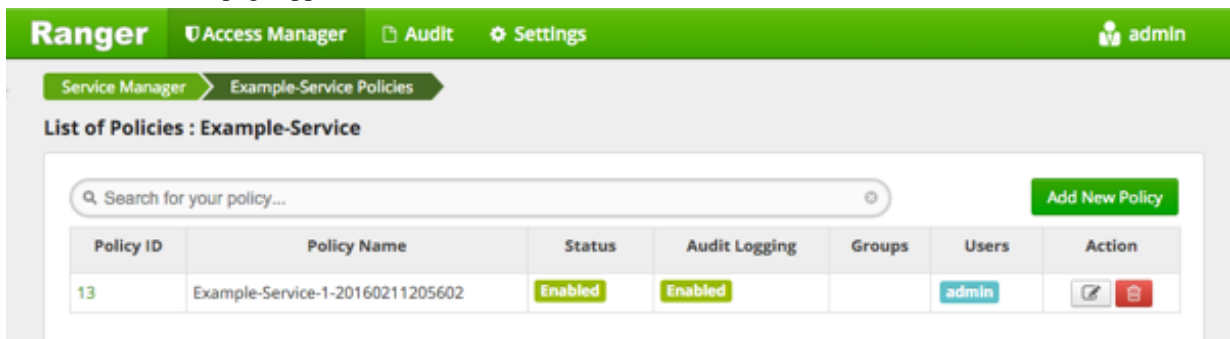 Ranger Access Manager Audit Settings admin
Service Manager Example-Service Policies
List of Policies : Example-Service
Search for your policy... Add New Policy
Policy ID Policy Name Status Audit Logging Groups Users Action
13 Example-Service-1-20160211205602 Enabled Enabled admin